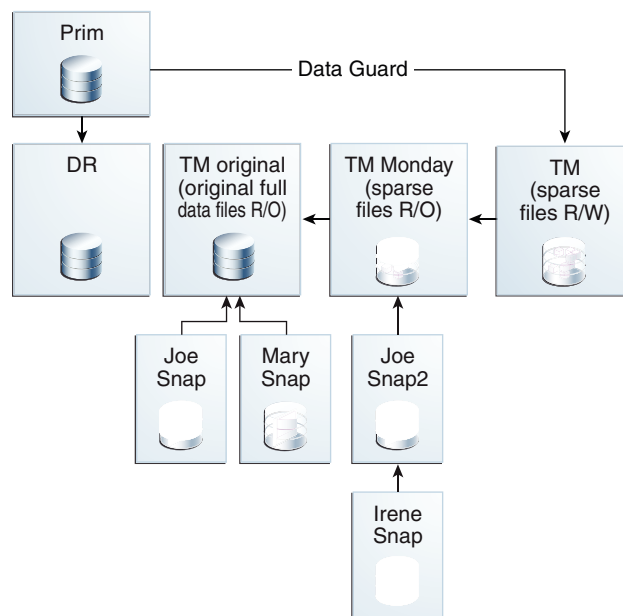 Prim
Data Guard
DR
TM original
(original full
data files R/O)
TM Monday
(sparse
files R/O)
TM
(sparse
files R/W)
Joe
Snap
Mary
Snap
Joe
Snap2
Irene
Snap